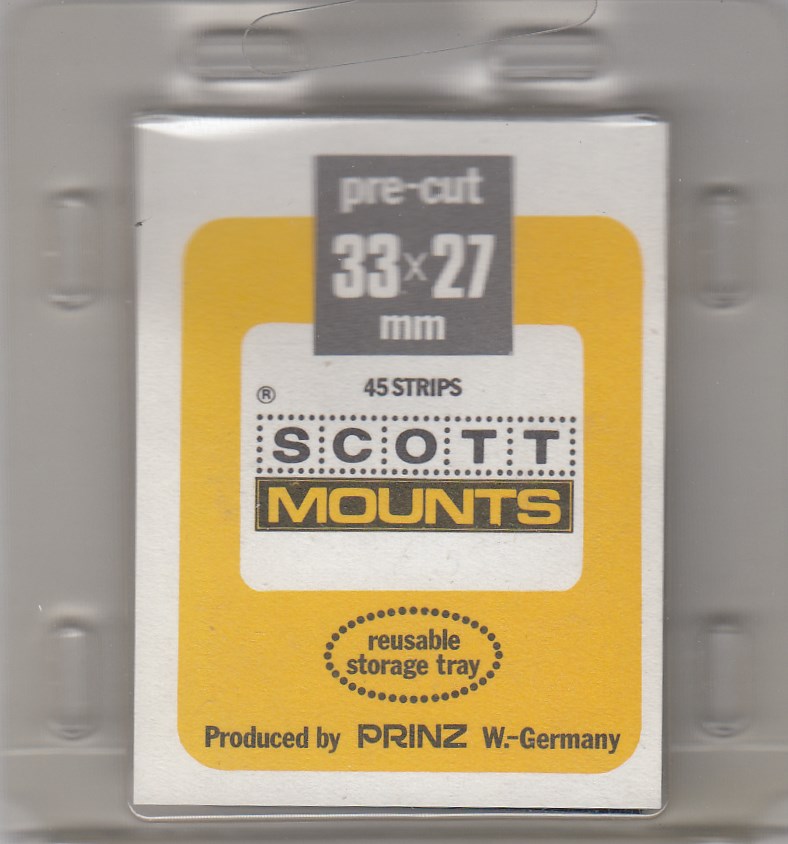 pre-cut
33x27
mm
45 STRIPS
®
SCOTT
MOUNTS
reusable
storage tray
Produced by PRINZ W.-Germany